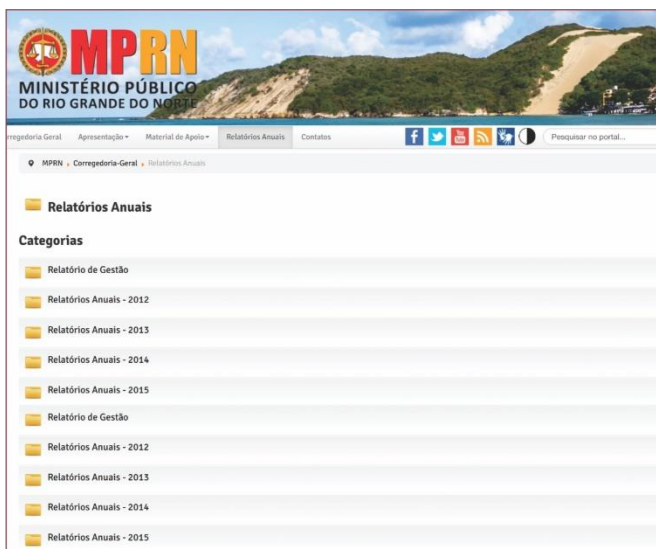 MPRN
MINISTÉRIO PÚBLICO
DO RIO GRANDE DO NORTE
rregedoria Geral Apresentação Material de Apoio Relatórios Anuais Contatos Pesquisar no portal...
MPRN Corregedoria-Geral Relatórios Anuais
Relatórios Anuais
Categorias
Relatório de Gestão
Relatórios Anuais - 2012
Relatórios Anuais - 2013
Relatórios Anuais - 2014
Relatórios Anuais - 2015
Relatório de Gestão
Relatórios Anuais - 2012
Relatórios Anuais - 2013
Relatórios Anuais - 2014
Relatórios Anuais - 2015